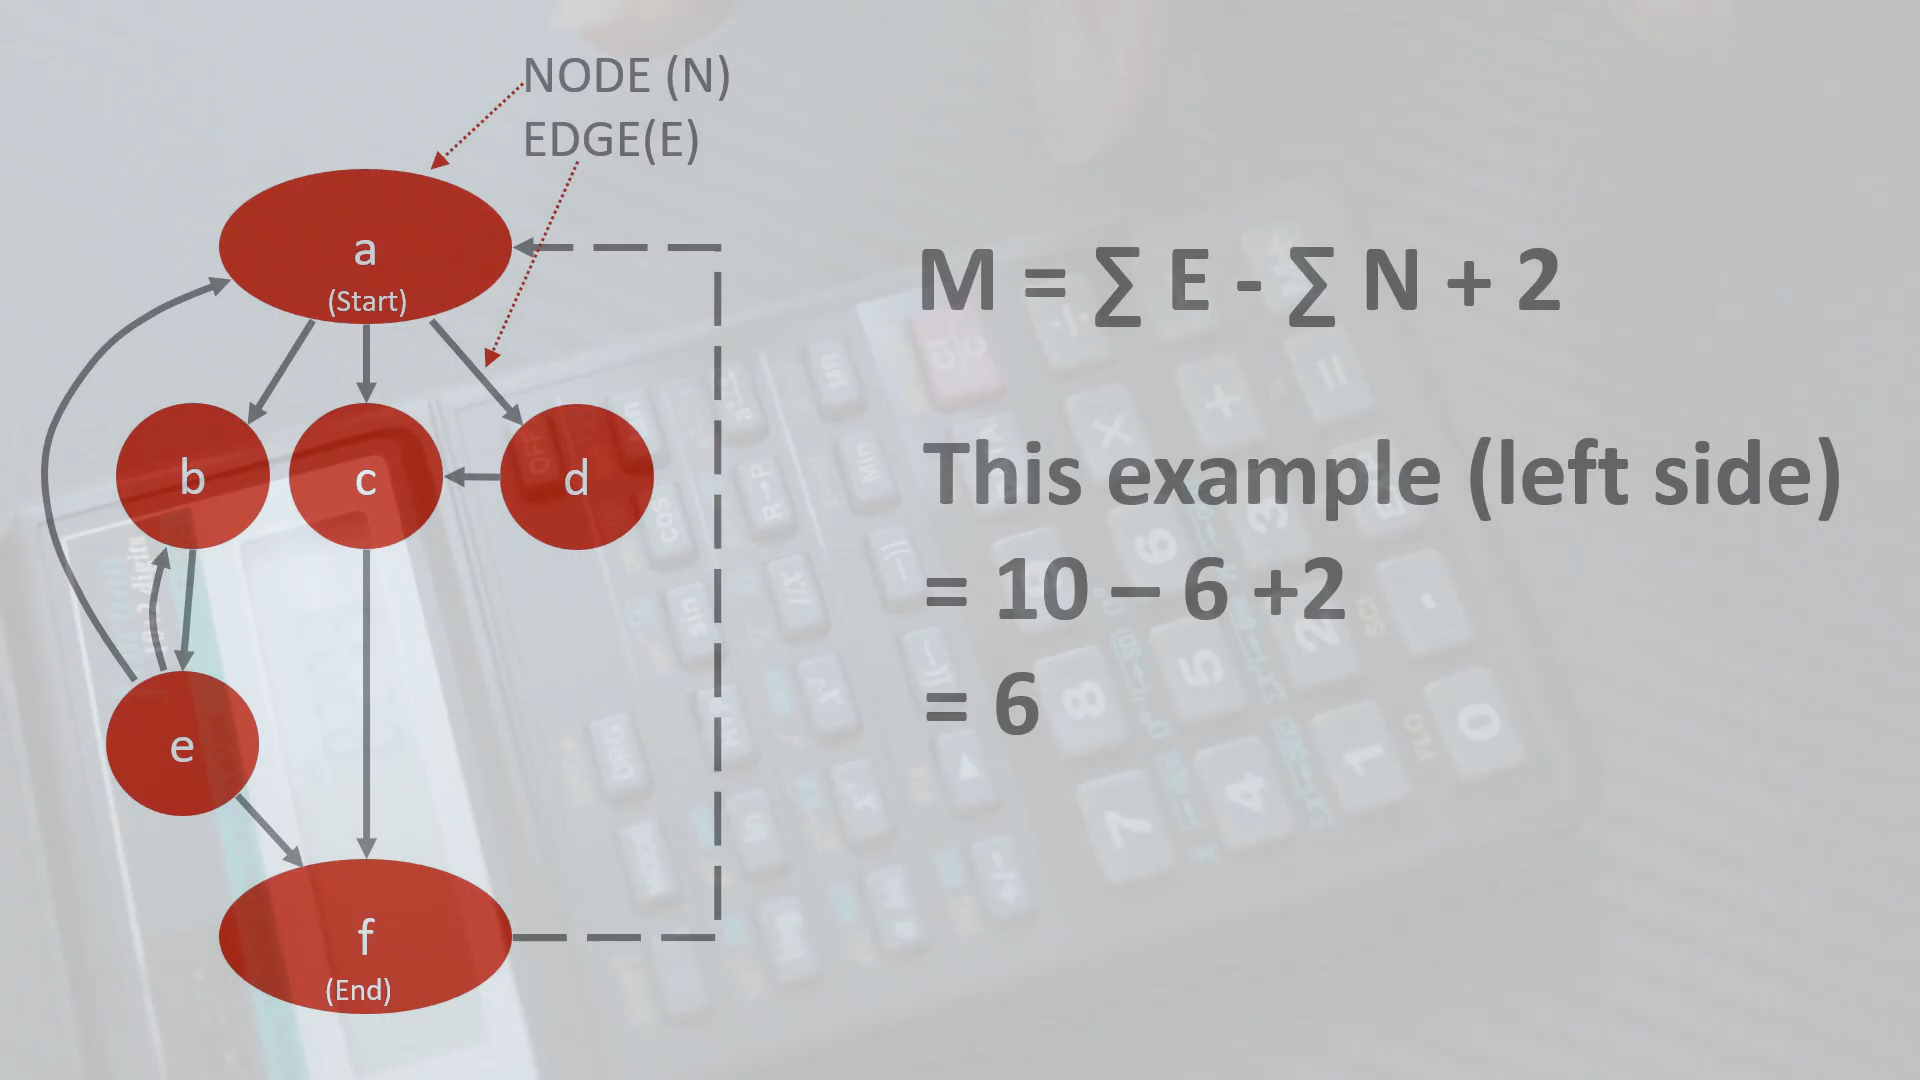 NODE (N)
EDGE(E)
a
(Start)
b
c
d
e
f
(End)
M = ∑ E - ∑ N + 2
This example (left side)
= 10 – 6 +2
= 6